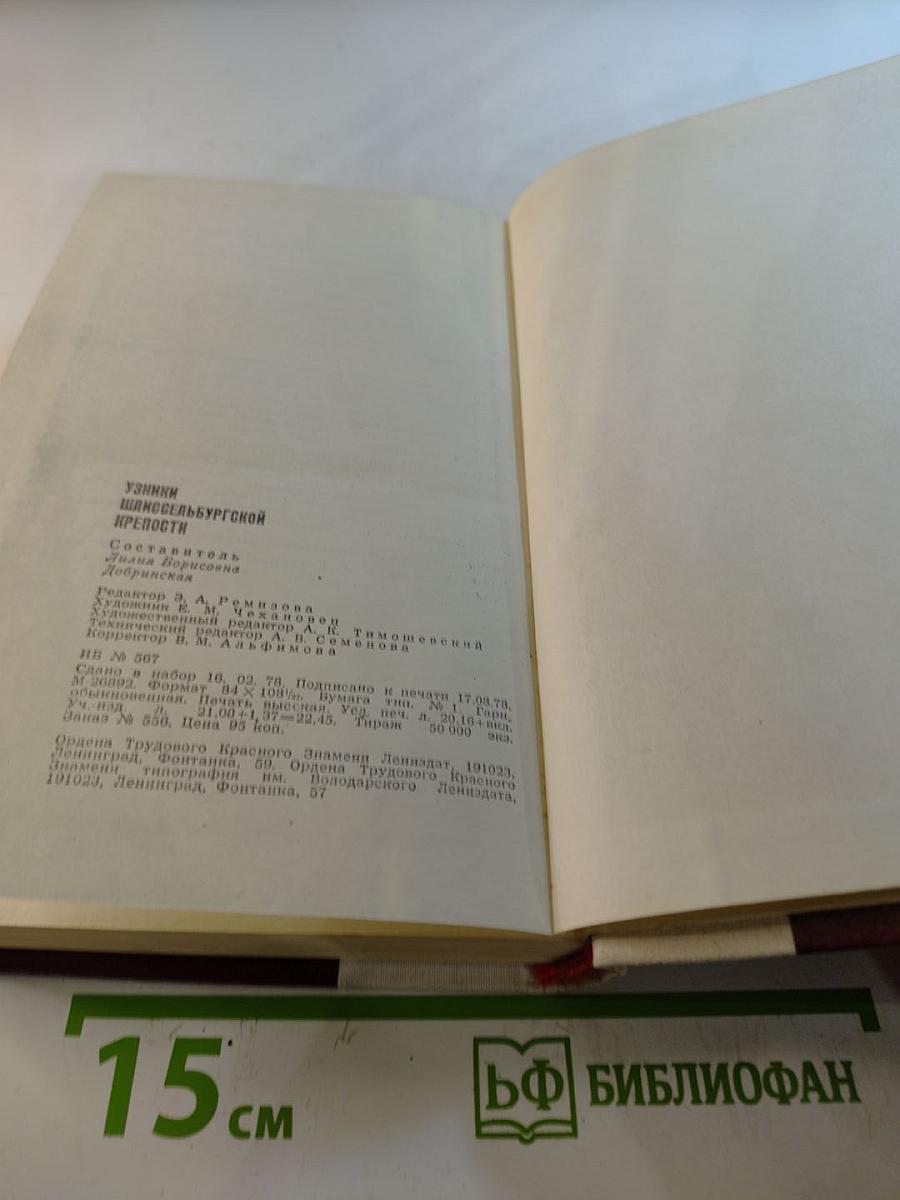 УЗНИКИ
ШЛИССЕЛЬБУРГСКОЙ
КРЕПОСТИ
Составитель
Лилия Борисовна
Добринская
Редактор Э. А. Ремизова
Художник Е. М. Чехановец
Художественный редактор А. К. Тимошевский
Технический редактор А. В. Семенова
Корректор В. М. Альфимова
ИБ № 567
Сдано в набор 16. 02. 78. Подписано к печати 17.08.78.
М-26892. Формат 84×108¹/₃₂. Бумага тип. № 1. Гарн.
обыкновенная. Печать высокая. Усл. печ. л. 20,16+вкл.
Уч.-изд. л. 21,00+1,37=22,45. Тираж 50 000 экз.
Заказ № 556. Цена 95 коп.
Ордена Трудового Красного Знамени Лениздат, 191023,
Ленинград, Фонтанка, 59. Ордена Трудового Красного
Знамени типография им. Володарского Лениздата,
191023, Ленинград, Фонтанка, 57
15 см
БФ БИБЛИОФАН